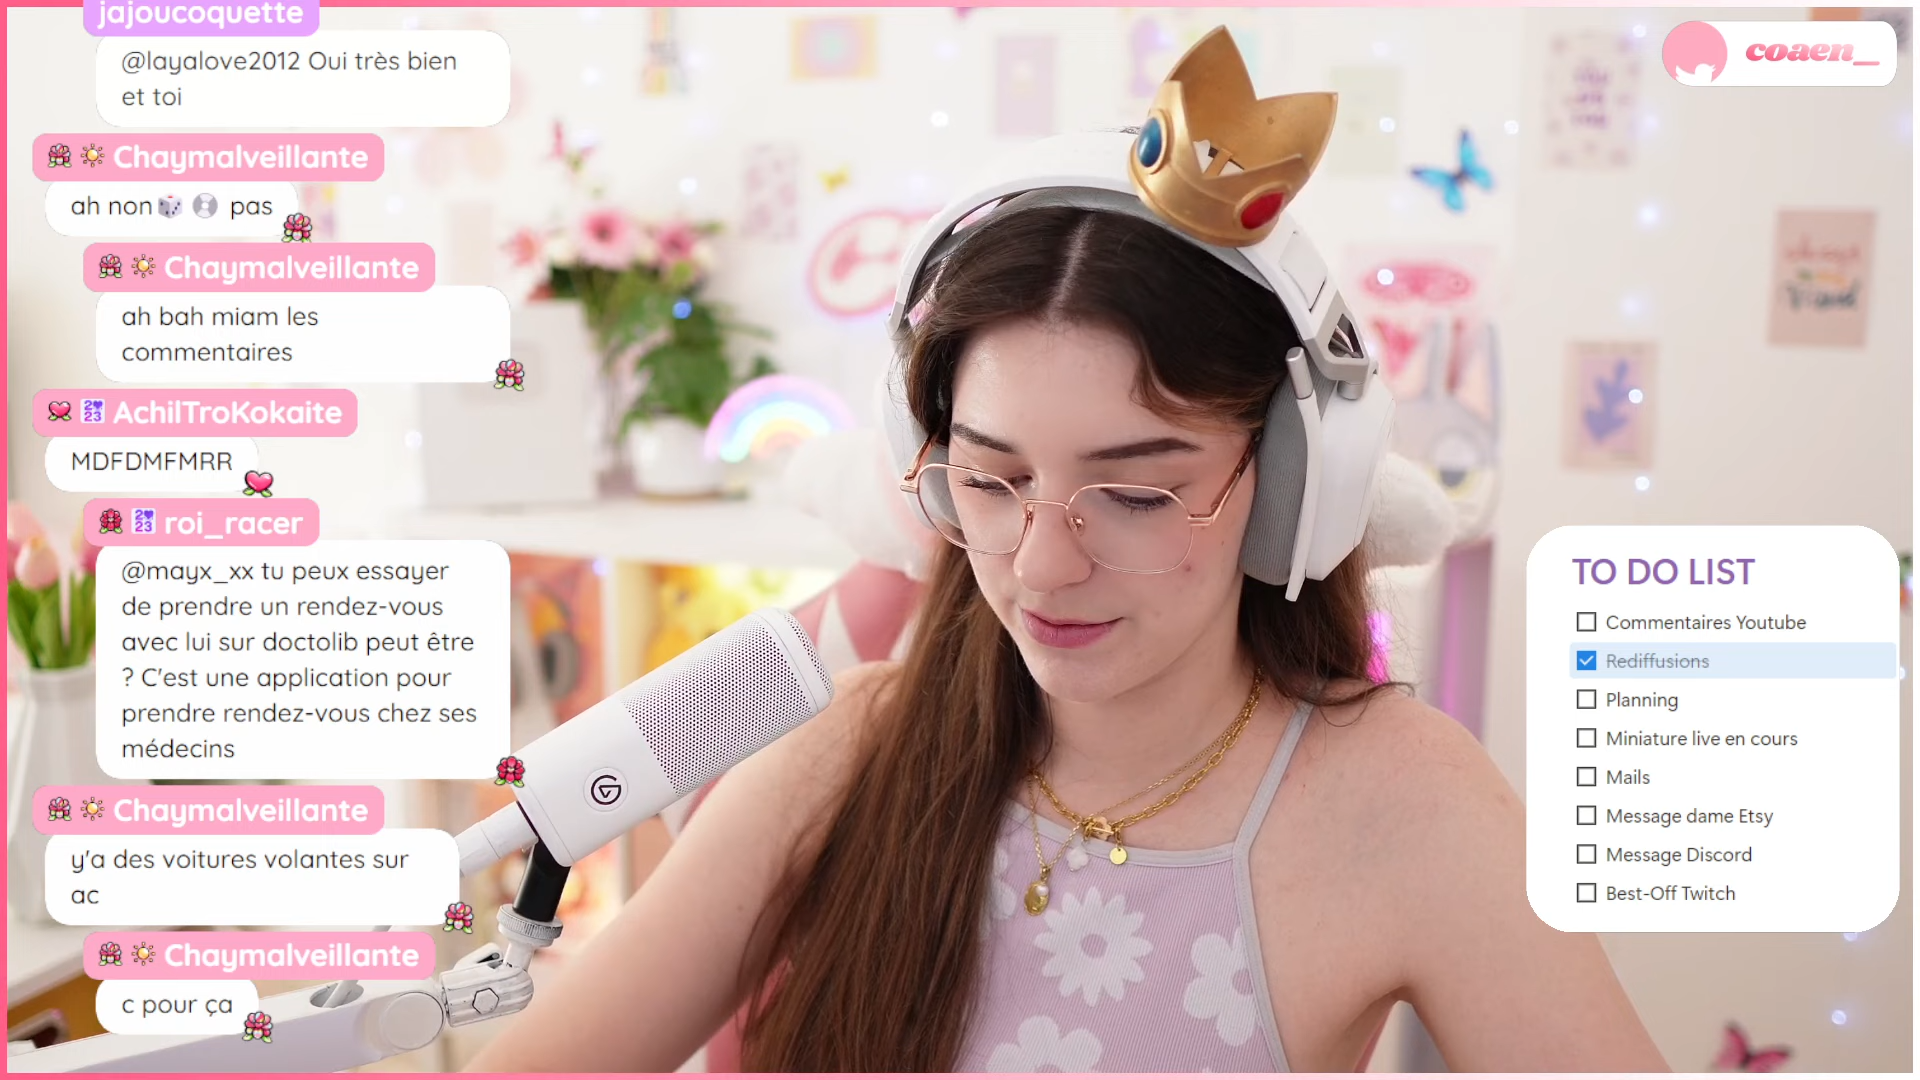 jajoucoquette
@layalove2012 Oui très bien
et toi
Chaymalveillante
ah non pas
Chaymalveillante
ah bah miam les
commentaires
AchilTroKokaite
MDFDMFMRR
roi_racer
@mayx_xx tu peux essayer
de prendre un rendez-vous
avec lui sur doctolib peut être
? C'est une application pour
prendre rendez-vous chez ses
médecins
Chaymalveillante
y'a des voitures volantes sur
ac
Chaymalveillante
c pour ça
coaen_
TO DO LIST
Commentaires Youtube
Rediffusions
Planning
Miniature live en cours
Mails
Message dame Etsy
Message Discord
Best-Off Twitch